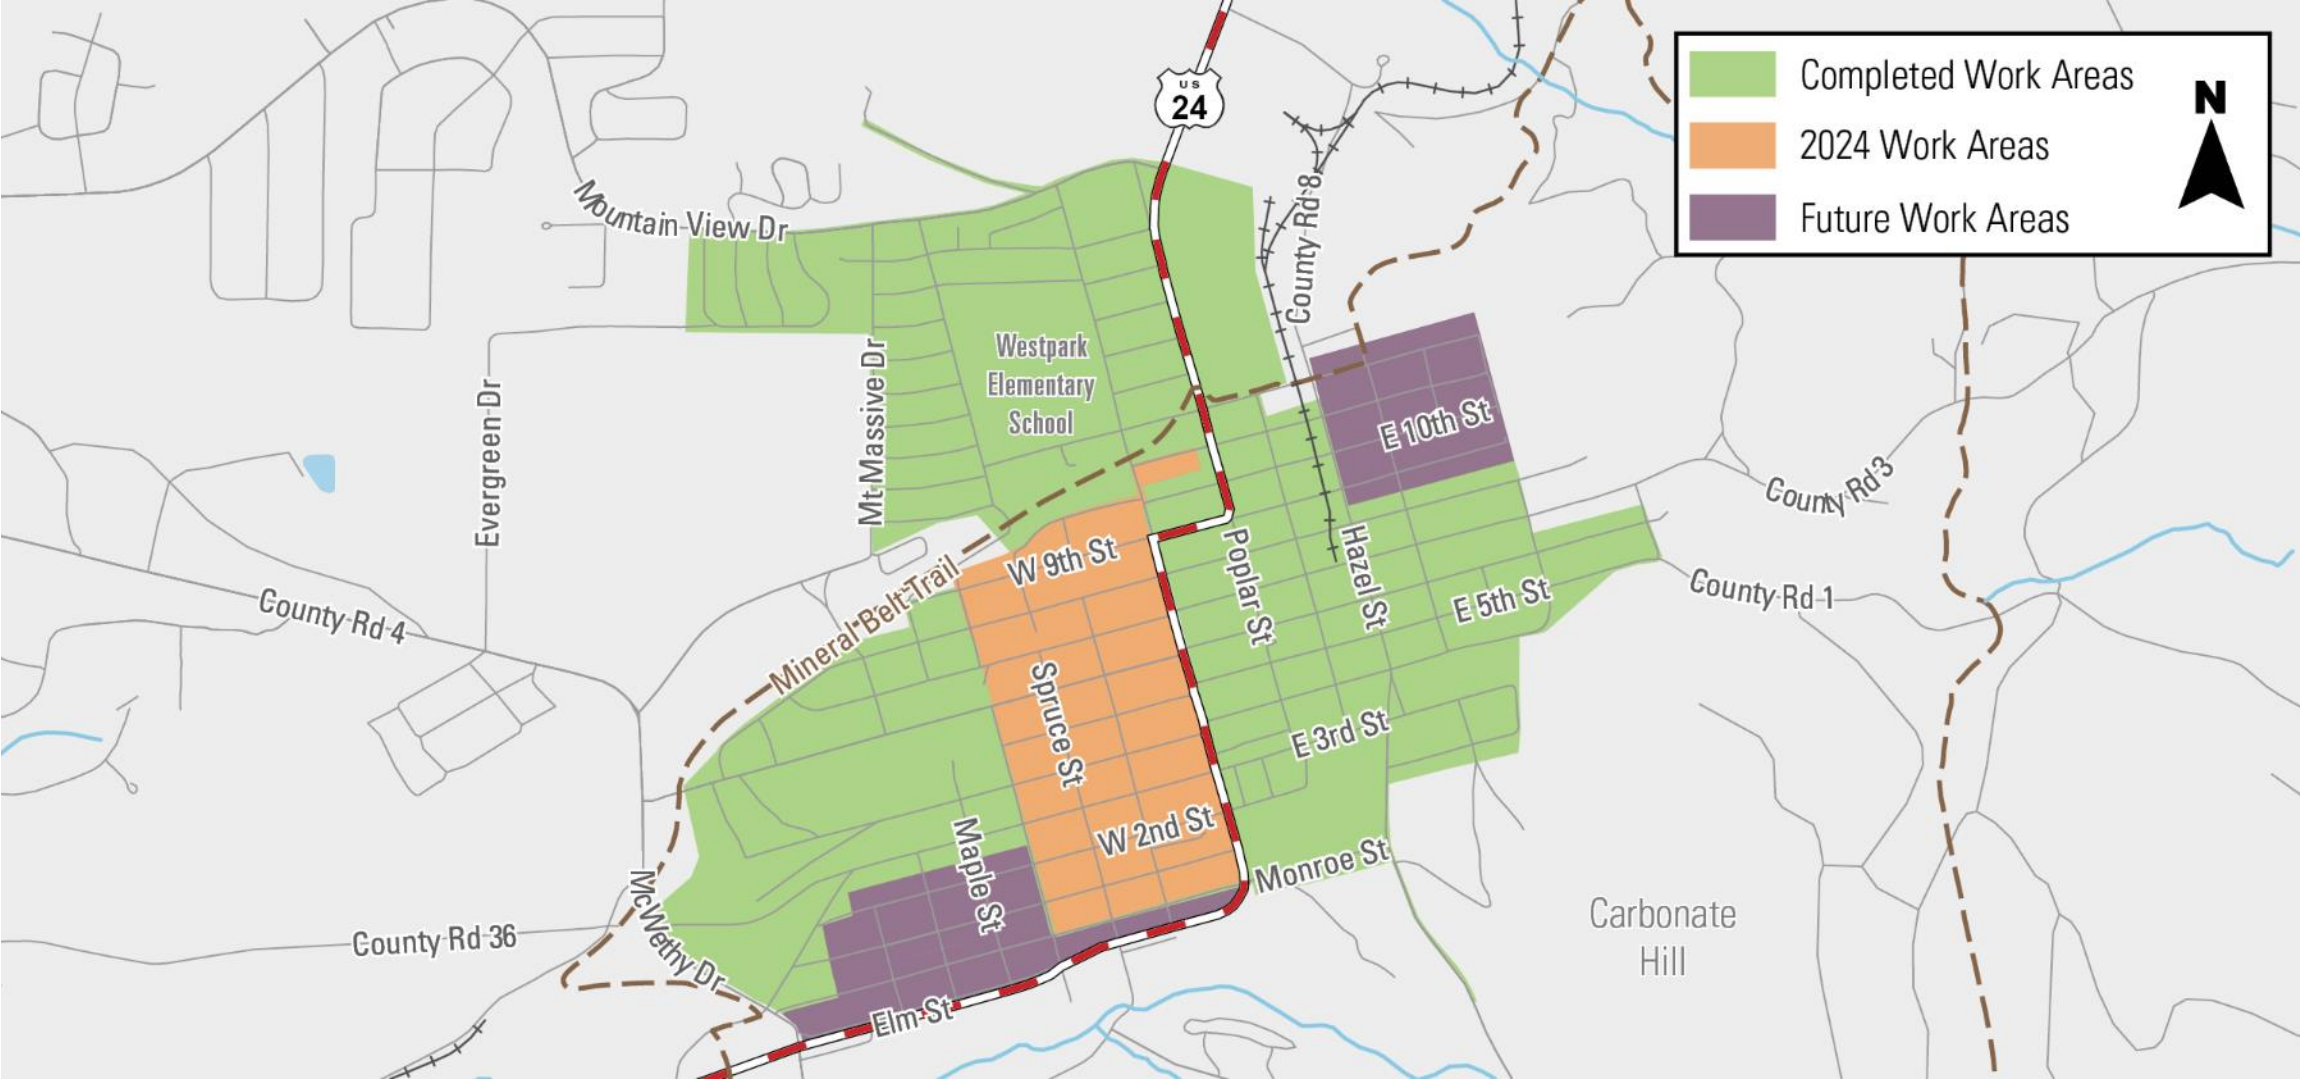 US
24
Completed Work Areas
N
2024 Work Areas
Future Work Areas
Mountain View Dr
County Rd 8
Westpark
Elementary
School
Mt Massive Dr
Evergreen Dr
E 10th St
County Rd 3
W 9th St
Poplar St
Hazel St
Mineral Belt Trail
County Rd 4
E 5th St
County Rd 1
Spruce St
E 3rd St
W 2nd St
Maple St
Monroe St
McWethy Dr
County Rd 36
Carbonate
Hill
Elm St